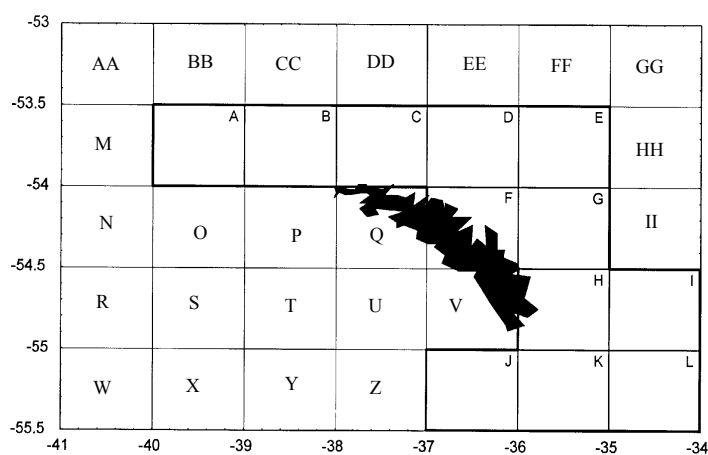 -53
AA BB CC DD EE FF GG
-53.5
M A B C D E HH
-54
N O P Q F G II
-54.5
R S T U V H I
-55
W X Y Z J K L
-55.5
-41 -40 -39 -38 -37 -36 -35 -34